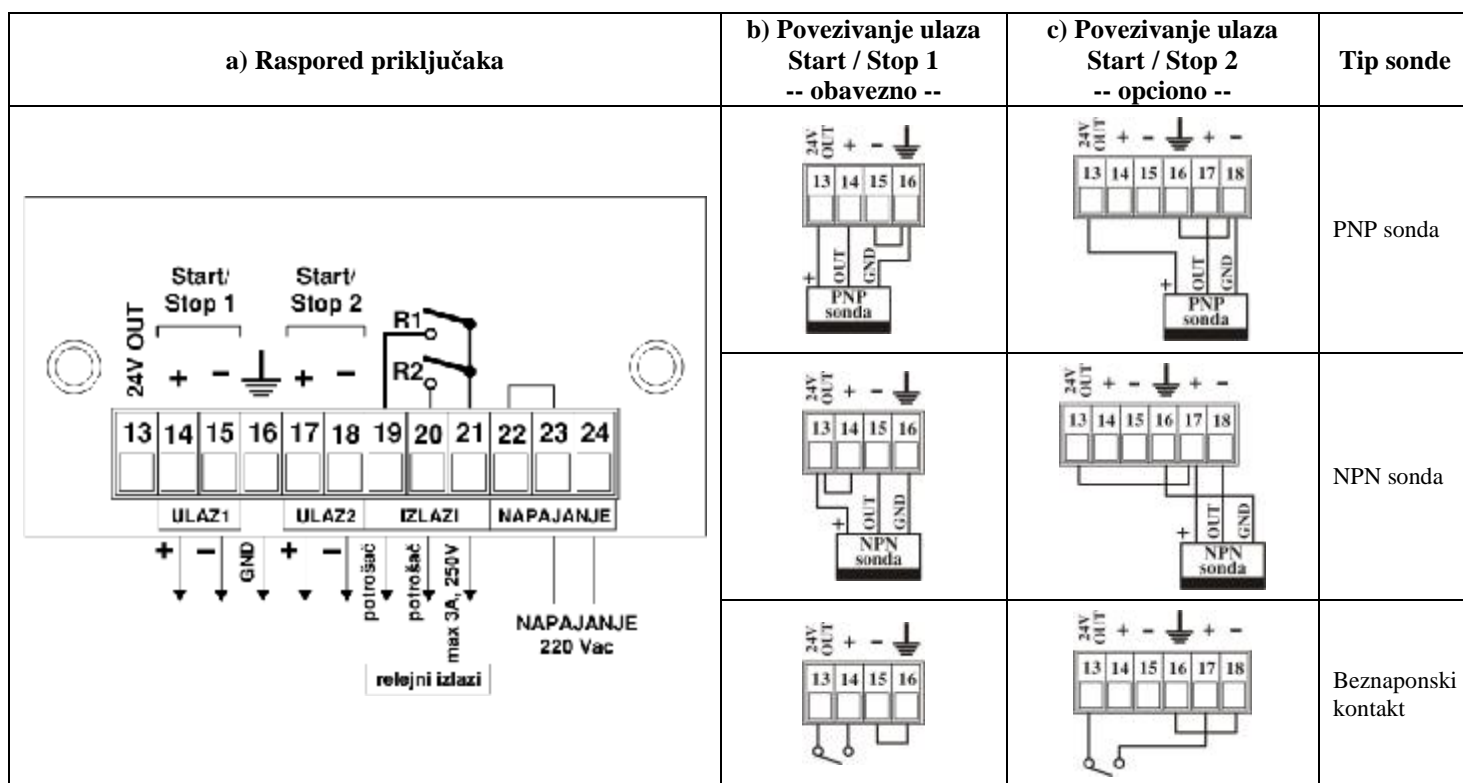 a) Raspored priključaka
b) Povezivanje ulaza
Start / Stop 1
-- obavezno --
c) Povezivanje ulaza
Start / Stop 2
-- opciono --
Tip sonde
24V OUT
Start/
Stop 1
Start/
Stop 2
+ − + −
R1
R2
13 14 15 16 17 18 19 20 21 22 23 24
ULAZ1 ULAZ2 IZLAZI NAPAJANJE
+ − GND + −
potrošač
potrošač
max 3A, 250V
NAPAJANJE
220 Vac
relejni izlazi
24V
OUT + −
13 14 15 16
+ OUT GND
PNP
sonda
24V
OUT + − + −
13 14 15 16 17 18
+ OUT GND
PNP
sonda
PNP sonda
24V
OUT + −
13 14 15 16
+ OUT GND
NPN
sonda
24V
OUT + − + −
13 14 15 16 17 18
+ OUT GND
NPN
sonda
NPN sonda
24V
OUT + −
13 14 15 16
24V
OUT + − + −
13 14 15 16 17 18
Beznaponski
kontakt